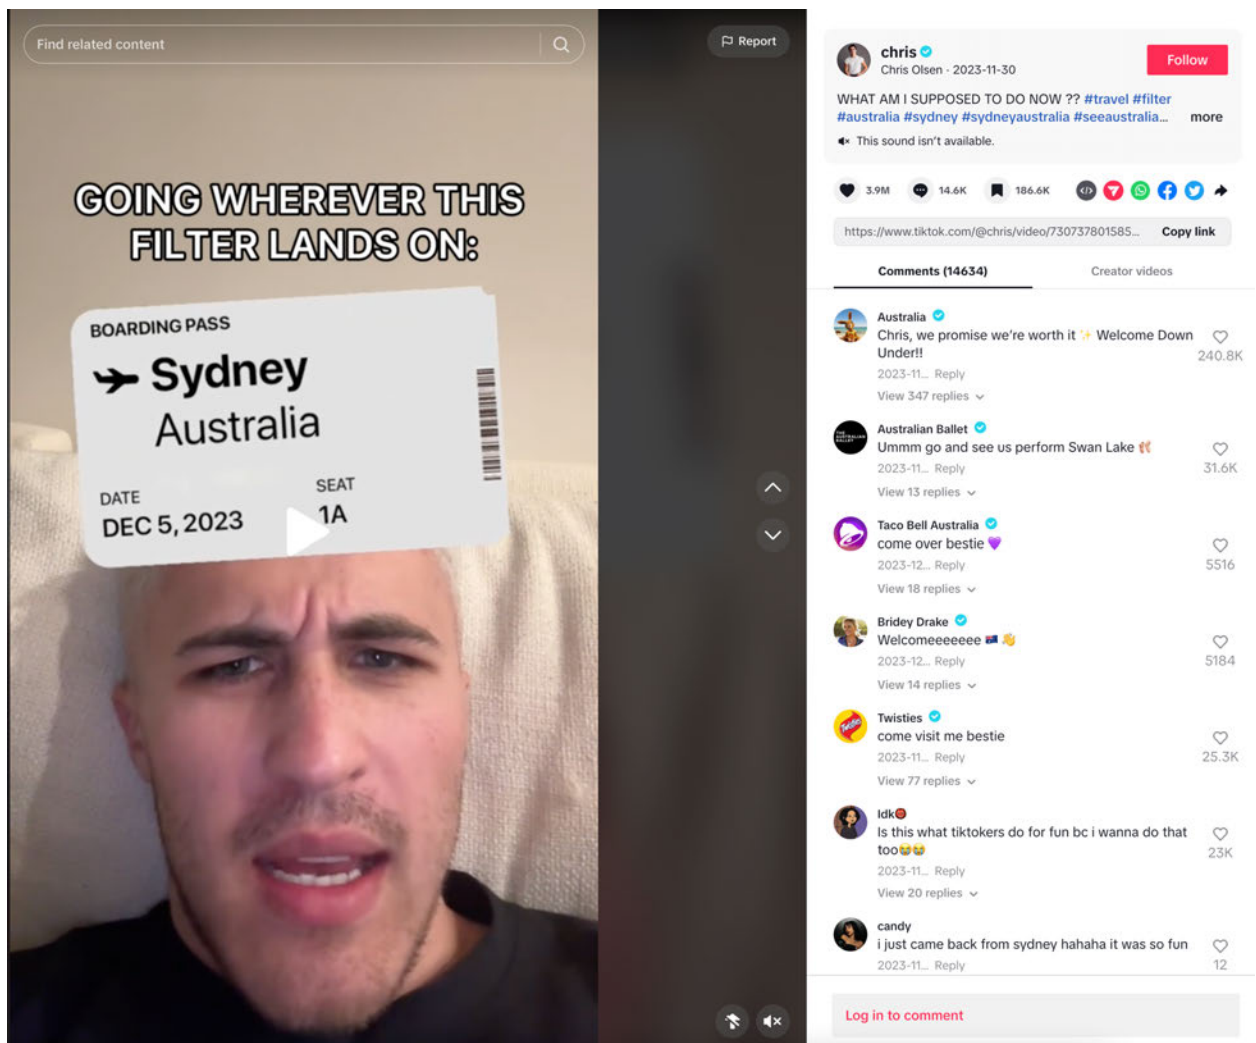 Find related content
Report
GOING WHEREVER THIS
FILTER LANDS ON:
BOARDING PASS
Sydney
Australia
DATE
DEC 5, 2023
SEAT
1A
chris
Chris Olsen · 2023-11-30
Follow
WHAT AM I SUPPOSED TO DO NOW ?? #travel #filter
#australia #sydney #sydneyaustralia #seeaustralia... more
This sound isn't available.
3.9M
14.6K
186.6K
https://www.tiktok.com/@chris/video/730737801585... Copy link
Comments (14634)
Creator videos
Australia
Chris, we promise we're worth it ✨ Welcome Down
Under!!
240.8K
2023-11... Reply
View 347 replies
THE AUSTRALIAN BALLET
Australian Ballet
Ummm go and see us perform Swan Lake 🩰
31.6K
2023-11... Reply
View 13 replies
Taco Bell Australia
come over bestie 💜
5516
2023-12... Reply
View 18 replies
Bridey Drake
Welcomeeeeeee 🇦🇺 👋
5184
2023-12... Reply
View 14 replies
Twisties
Twisties
come visit me bestie
25.3K
2023-11... Reply
View 77 replies
Idk
Is this what tiktokers do for fun bc i wanna do that
too😭😭
23K
2023-11... Reply
View 20 replies
candy
i just came back from sydney hahaha it was so fun
12
2023-11... Reply
Log in to comment